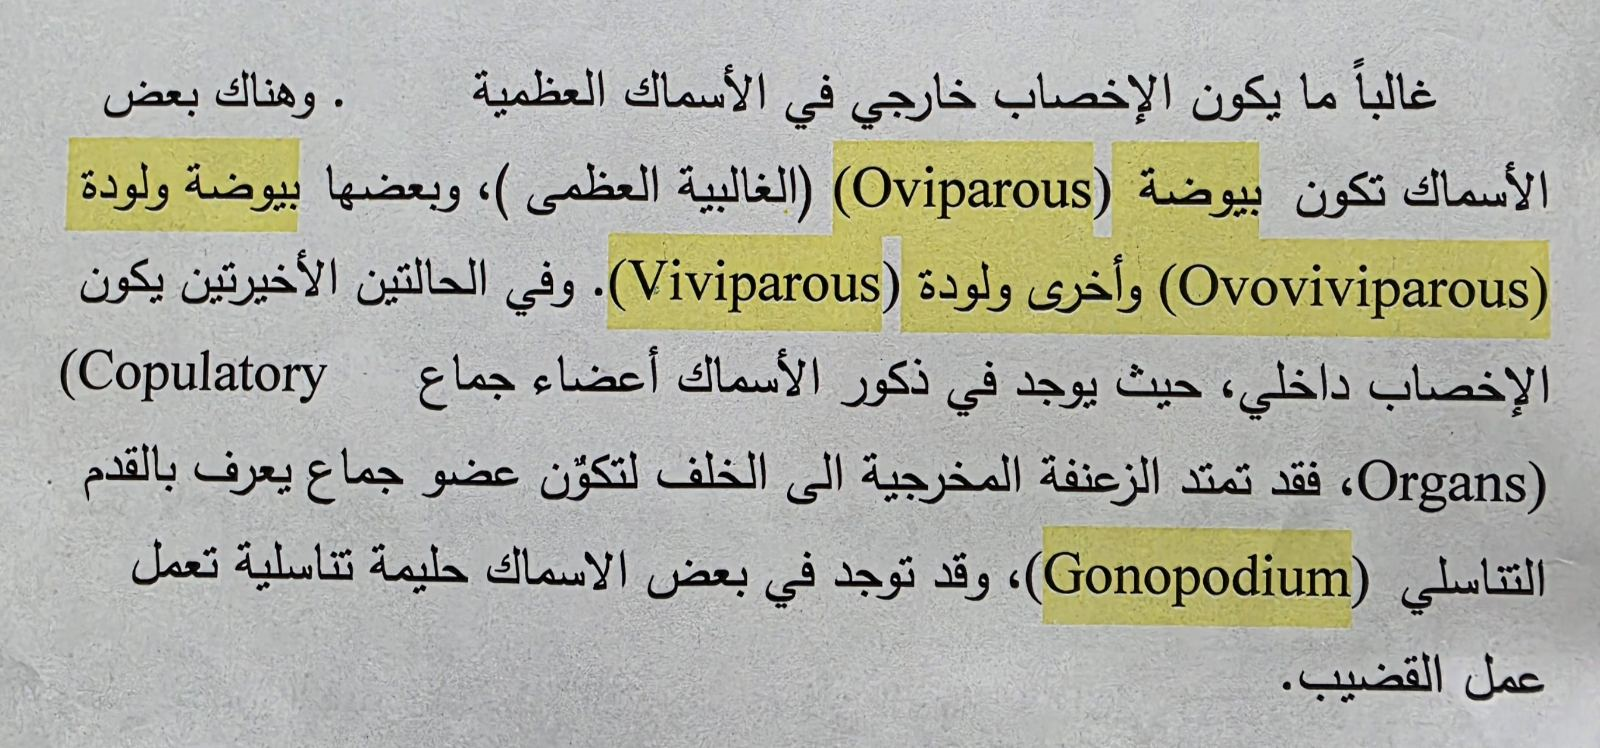 غالباً ما يكون الإخصاب خارجي في الأسماك العظمية . وهناك بعض
الأسماك تكون بيوضة (Oviparous) (الغالبية العظمى )، وبعضها بيوضة ولودة
(Ovoviviparous) وأخرى ولودة (Viviparous). وفي الحالتين الأخيرتين يكون
الإخصاب داخلي، حيث يوجد في ذكور الأسماك أعضاء جماع (Copulatory
Organs)، فقد تمتد الزعنفة المخرجية الى الخلف لتكوّن عضو جماع يعرف بالقدم
التناسلي (Gonopodium)، وقد توجد في بعض الاسماك حليمة تناسلية تعمل
عمل القضيب.